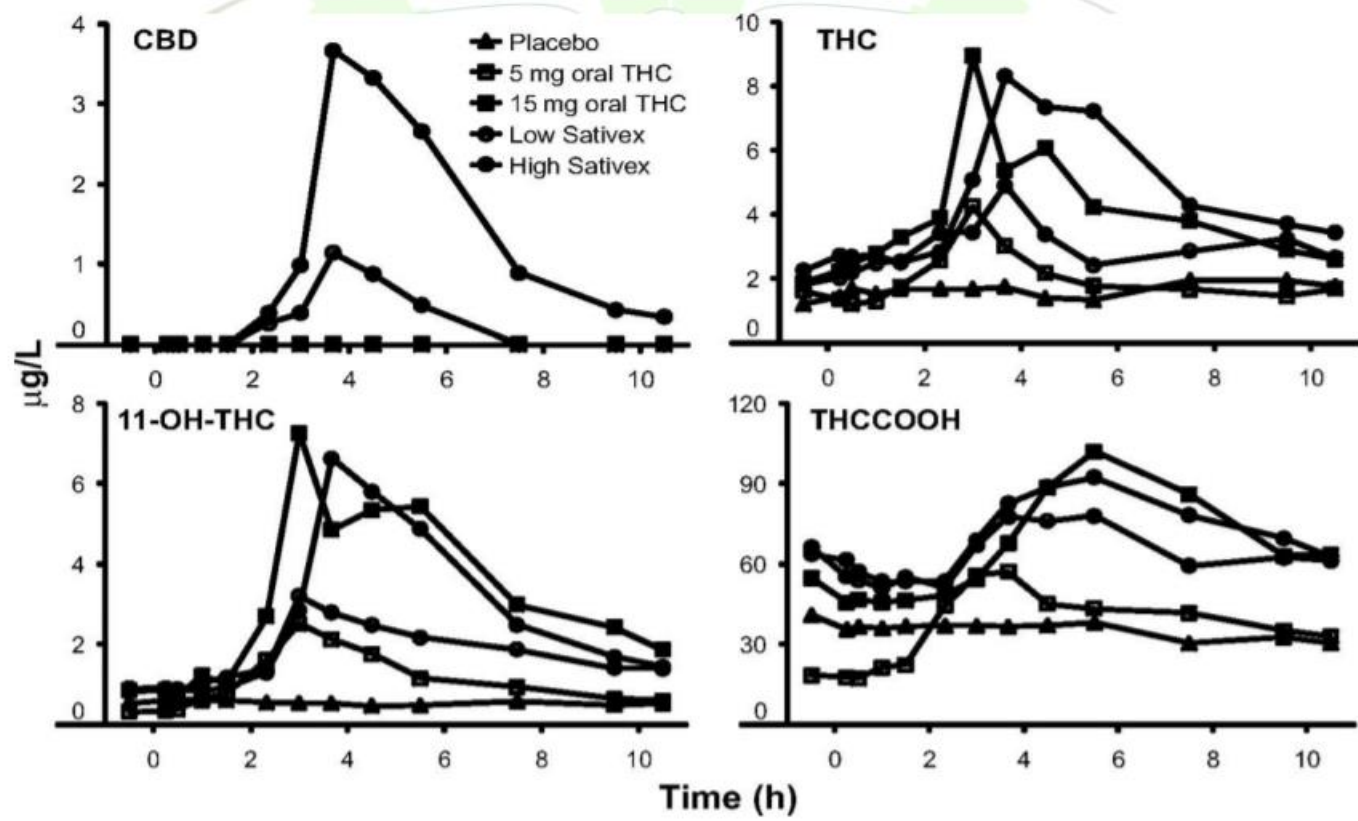 CBD
Placebo
5 mg oral THC
15 mg oral THC
Low Sativex
High Sativex
4
3
2
1
0
0 2 4 6 8 10
THC
10
8
6
4
2
0
0 2 4 6 8 10
µg/L
11-OH-THC
8
6
4
2
0
0 2 4 6 8 10
THCCOOH
120
90
60
30
0
0 2 4 6 8 10
Time (h)